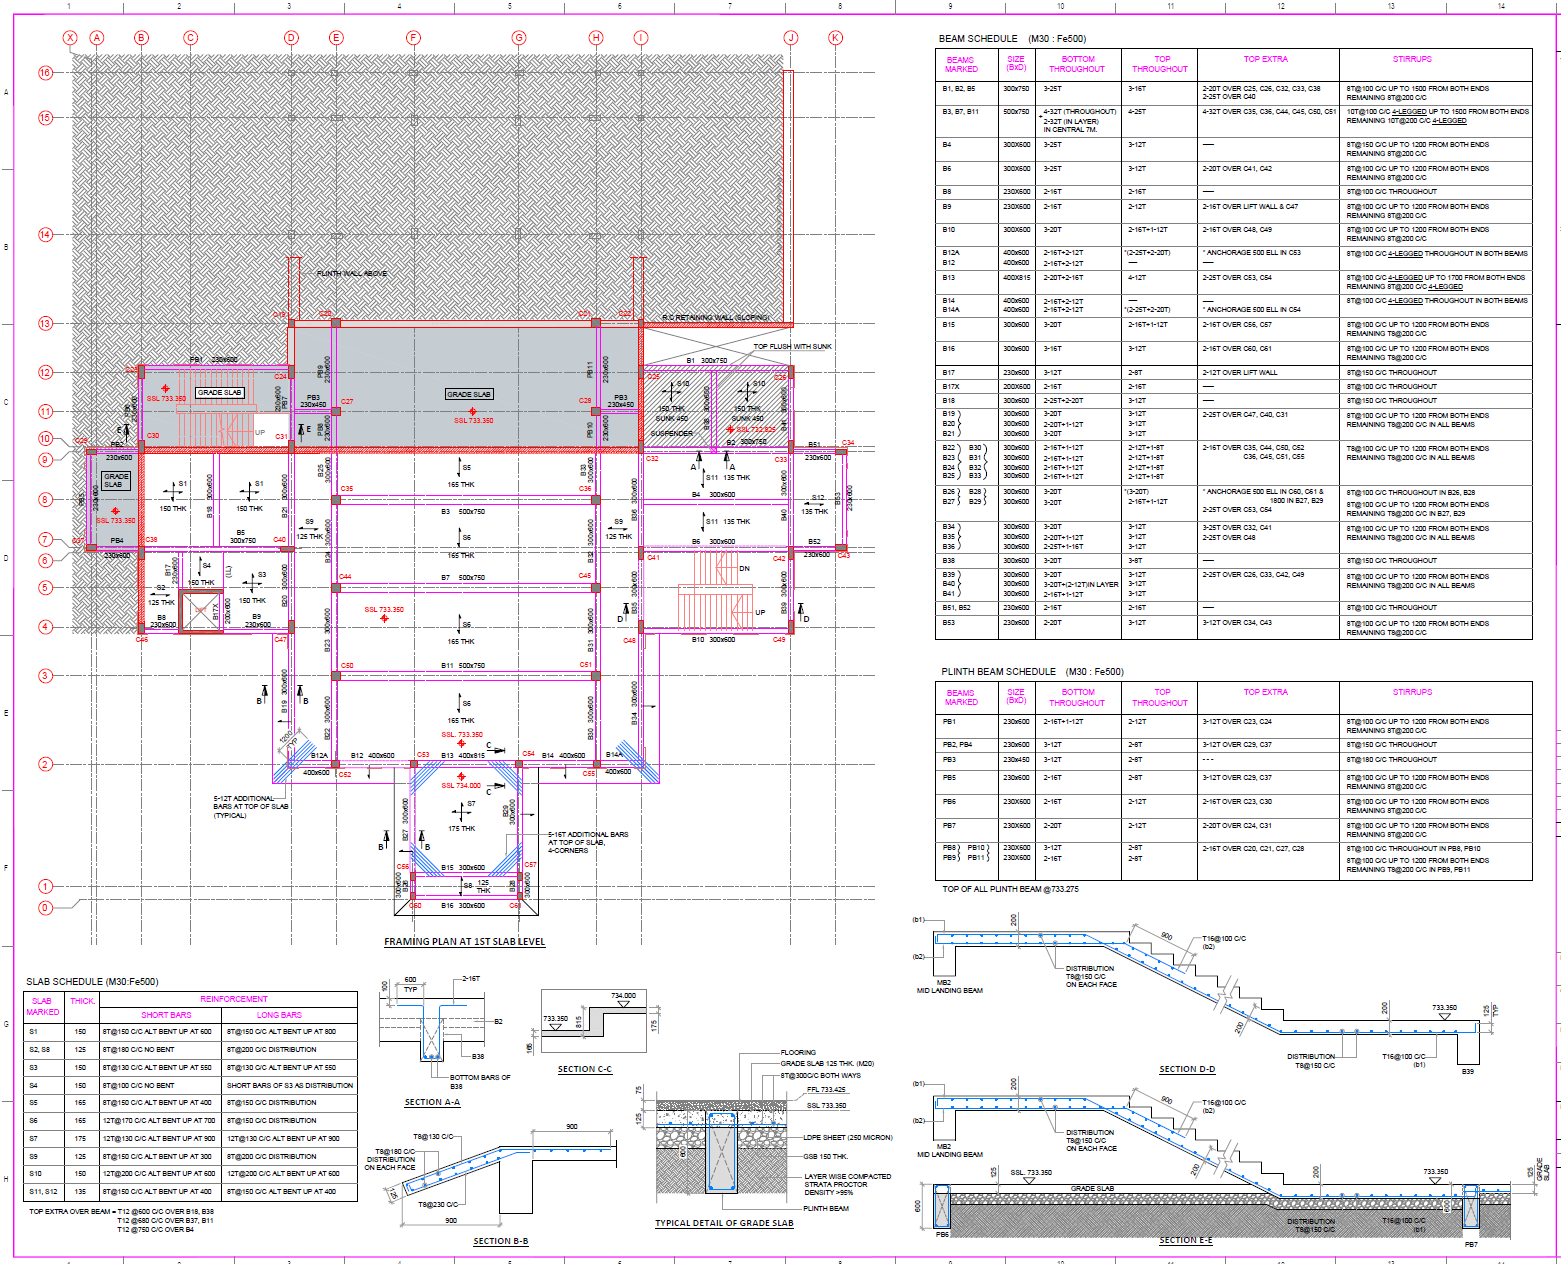 1 2 3 4 5 6 7 8 9 10 11 12 13 14
X A B C D E F G H I J K
16
15
14
13
12
11
10
9
8
7
6
5
4
3
2
1
0
PLINTH WALL ABOVE
R.C RETAINING WALL (SLOPING)
TOP FLUSH WITH SUNK
PB1 230x600
B1 300x750
GRADE SLAB
SSL 733.350
GRADE SLAB
SSL 733.350
PB3
230x450
PB3
230x450
S10
150 THK
SUNK 450
SUSPENDER
S10
150 THK
SUNK 450
SSL 732.825
UP
PB2
230x600
B2
300x750
B51
230x600
GRADE
SLAB
SSL 733.350
PB4
230x600
S1
150 THK
S1
150 THK
S5
165 THK
S11 135 THK
B4 300x600
S12
135 THK
B3 500x750
S9
125 THK
S9
125 THK
S11 135 THK
B5
300x750
S6
165 THK
B6 300x600
B52
230x600
S4
150 THK
S3
150 THK
S2
125 THK
B7 500x750
SSL 733.350
DN
UP
B8
230x600
B9
230x600
B10 300x600
S6
165 THK
B11 500x750
S6
165 THK
SSL. 733.350
B12A
400x600
B12 400x600
B13 400x815
B14 400x600
B14A
400x600
SSL 734.000
S7
175 THK
5-12T ADDITIONAL
BARS AT TOP OF SLAB
(TYPICAL)
5-16T ADDITIONAL BARS
AT TOP OF SLAB,
4-CORNERS
B15 300x600
S8 125
THK
B16 300x600
FRAMING PLAN AT 1ST SLAB LEVEL
BEAM SCHEDULE (M30 : Fe500)
BEAMS MARKED SIZE (BxD) BOTTOM THROUGHOUT TOP THROUGHOUT TOP EXTRA STIRRUPS
B1, B2, B5 300x750 3-25T 3-16T 2-20T OVER C25, C26, C32, C33, C38 8T@100 C/C UP TO 1500 FROM BOTH ENDS
2-25T OVER C40 REMAINING 8T@200 C/C
B3, B7, B11 500x750 4-32T (THROUGHOUT) 4-25T 4-32T OVER C35, C36, C44, C45, C50, C51 10T@100 C/C 4-LEGGED UP TO 1500 FROM BOTH ENDS
+2-32T (IN LAYER) REMAINING 10T@200 C/C 4-LEGGED
IN CENTRAL 7M.
B4 300X600 3-25T 3-12T —— 8T@150 C/C UP TO 1200 FROM BOTH ENDS
REMAINING 8T@200 C/C
B6 300x600 3-25T 3-12T 2-20T OVER C41, C42 8T@100 C/C UP TO 1200 FROM BOTH ENDS
REMAINING 8T@200 C/C
B8 230X600 2-16T 2-16T —— 8T@100 C/C THROUGHOUT
B9 230x600 2-16T 2-12T 2-16T OVER LIFT WALL & C47 8T@100 C/C UP TO 1200 FROM BOTH ENDS
REMAINING 8T@200 C/C
B10 300X600 3-20T 2-16T+1-12T 2-16T OVER C48, C49 8T@100 C/C UP TO 1200 FROM BOTH ENDS
REMAINING 8T@200 C/C
B12A 400x600 2-16T+2-12T *(2-25T+2-20T) * ANCHORAGE 500 ELL IN C53 8T@100 C/C 4-LEGGED THROUGHOUT IN BOTH BEAMS
B12 400x600 2-16T+2-12T —— ——
B13 400X815 2-20T+2-16T 4-12T 2-25T OVER C53, C54 8T@100 C/C 4-LEGGED UP TO 1700 FROM BOTH ENDS
REMAINING 8T@200 C/C 4-LEGGED
B14 400x600 2-16T+2-12T —— —— 8T@100 C/C 4-LEGGED THROUGHOUT IN BOTH BEAMS
B14A 400x600 2-16T+2-12T *(2-25T+2-20T) * ANCHORAGE 500 ELL IN C54
B15 300x600 3-20T 2-16T+1-12T 2-16T OVER C56, C57 8T@100 C/C UP TO 1200 FROM BOTH ENDS
REMAINING T8@200 C/C
B16 300x600 3-16T 3-12T 2-16T OVER C60, C61 8T@100 C/C UP TO 1200 FROM BOTH ENDS
REMAINING T8@200 C/C
B17 230x600 3-12T 2-8T 2-12T OVER LIFT WALL 8T@150 C/C THROUGHOUT
B17X 200X600 2-16T 2-16T —— 8T@100 C/C THROUGHOUT
B18 300x600 2-25T+2-20T 3-12T —— 8T@150 C/C THROUGHOUT
B19 300x600 3-20T 3-12T 2-25T OVER C47, C40, C31 8T@100 C/C UP TO 1200 FROM BOTH ENDS
B20 300x600 2-20T+1-12T 3-12T REMAINING T8@200 C/C IN ALL BEAMS
B21 300x600 3-20T 3-12T
B22 B30 300x600 2-16T+1-12T 2-12T+1-8T 2-16T OVER C35, C44, C50, C52 T8@100 C/C UP TO 1200 FROM BOTH ENDS
B23 B31 300x600 2-16T+1-12T 2-12T+1-8T C36, C45, C51, C55 REMAINING T8@200 C/C IN ALL BEAMS
B24 B32 300x600 2-16T+1-12T 2-12T+1-8T
B25 B33 300x600 2-16T+1-12T 2-12T+1-12T
B26 B28 300x600 3-20T *(3-20T) * ANCHORAGE 500 ELL IN C60, C61 & 8T@100 C/C THROUGHOUT IN B26, B28
B27 B29 300x600 3-20T 2-16T+1-12T 1800 IN B27, B29 8T@100 C/C UP TO 1200 FROM BOTH ENDS
2-25T OVER C53, C54 REMAINING T8@200 C/C IN B27, B29
B34 300x600 3-20T 3-12T 3-25T OVER C32, C41 8T@100 C/C UP TO 1200 FROM BOTH ENDS
B35 300x600 2-20T+1-12T 3-12T 2-25T OVER C48 REMAINING T8@200 C/C IN ALL BEAMS
B36 300x600 2-25T+1-16T 3-12T
B38 300x600 3-20T 3-8T —— 8T@150 C/C THROUGHOUT
B39 300x600 3-20T 3-12T 2-25T OVER C26, C33, C42, C49 8T@100 C/C UP TO 1200 FROM BOTH ENDS
B40 300x600 3-20T+(2-12T)IN LAYER 3-12T REMAINING T8@200 C/C IN ALL BEAMS
B41 300x600 2-16T+1-12T 3-12T
B51, B52 230x600 2-16T 2-16T —— 8T@100 C/C THROUGHOUT
B53 230x600 2-20T 3-12T 3-12T OVER C34, C43 8T@100 C/C UP TO 1200 FROM BOTH ENDS
REMAINING T8@200 C/C
PLINTH BEAM SCHEDULE (M30 : Fe500)
BEAMS MARKED SIZE (BxD) BOTTOM THROUGHOUT TOP THROUGHOUT TOP EXTRA STIRRUPS
PB1 230x600 2-16T+1-12T 2-12T 3-12T OVER C23, C24 8T@100 C/C UP TO 1200 FROM BOTH ENDS
REMAINING 8T@200 C/C
PB2, PB4 230x600 3-12T 2-8T 3-12T OVER C29, C37 8T@150 C/C THROUGHOUT
PB3 230x450 3-12T 2-8T --- 8T@180 C/C THROUGHOUT
PB5 230x600 2-16T 2-8T 3-12T OVER C29, C37 8T@100 C/C UP TO 1200 FROM BOTH ENDS
REMAINING 8T@200 C/C
PB6 230X600 2-16T 2-12T 2-16T OVER C23, C30 8T@100 C/C UP TO 1200 FROM BOTH ENDS
REMAINING 8T@200 C/C
PB7 230X600 2-20T 2-12T 2-20T OVER C24, C31 8T@100 C/C UP TO 1200 FROM BOTH ENDS
REMAINING 8T@200 C/C
PB8 PB10 230X600 3-12T 2-8T 2-16T OVER C20, C21, C27, C28 8T@100 C/C THROUGHOUT IN PB8, PB10
PB9 PB11 230X600 2-16T 2-8T 8T@100 C/C UP TO 1200 FROM BOTH ENDS
REMAINING T8@200 C/C IN PB9, PB11
TOP OF ALL PLINTH BEAM @733.275
SLAB SCHEDULE (M30:Fe500)
SLAB MARKED THICK. REINFORCEMENT
SHORT BARS LONG BARS
S1 150 8T@150 C/C ALT BENT UP AT 600 8T@150 C/C ALT BENT UP AT 800
S2, S8 125 8T@180 C/C NO BENT 8T@200 C/C DISTRIBUTION
S3 150 8T@130 C/C ALT BENT UP AT 550 8T@130 C/C ALT BENT UP AT 550
S4 150 8T@100 C/C NO BENT SHORT BARS OF S3 AS DISTRIBUTION
S5 165 8T@150 C/C ALT BENT UP AT 400 8T@150 C/C DISTRIBUTION
S6 165 12T@170 C/C ALT BENT UP AT 700 8T@150 C/C DISTRIBUTION
S7 175 12T@130 C/C ALT BENT UP AT 900 12T@130 C/C ALT BENT UP AT 900
S9 125 8T@150 C/C ALT BENT UP AT 300 8T@200 C/C DISTRIBUTION
S10 150 12T@200 C/C ALT BENT UP AT 600 12T@200 C/C ALT BENT UP AT 600
S11, S12 135 8T@150 C/C ALT BENT UP AT 400 8T@150 C/C ALT BENT UP AT 400
TOP EXTRA OVER BEAM = T12 @600 C/C OVER B18, B38
T12 @680 C/C OVER B37, B11
T12 @750 C/C OVER B4
600
TYP
100
2-16T
B2
B38
BOTTOM BARS OF
B38
SECTION A-A
734.000
733.350
815
175
165
SECTION C-C
T8@130 C/C
T8@180 C/C
DISTRIBUTION
ON EACH FACE
900
T8@230 C/C
125
900
SECTION B-B
FLOORING
GRADE SLAB 125 THK. (M20)
8T@300C/C BOTH WAYS
FFL 733.425
SSL 733.350
75
125
600
LDPE SHEET (250 MICRON)
GSB 150 THK.
LAYER WISE COMPACTED
STRATA PROCTOR
DENSITY >95%
PLINTH BEAM
TYPICAL DETAIL OF GRADE SLAB
(b1)
(b2)
200
900
T16@100 C/C
(b2)
MB2
MID LANDING BEAM
DISTRIBUTION
T8@150 C/C
ON EACH FACE
200
200
733.350
125
TYP
DISTRIBUTION
T8@150 C/C
T16@100 C/C
(b1)
B39
SECTION D-D
(b1)
(b2)
200
900
T16@100 C/C
(b2)
MB2
MID LANDING BEAM
DISTRIBUTION
T8@150 C/C
ON EACH FACE
125
SSL. 733.350
GRADE SLAB
200
200
733.350
125
GRADE
SLAB
600
600
DISTRIBUTION
T8@150 C/C
T16@100 C/C
(b1)
PB6
PB7
SECTION E-E